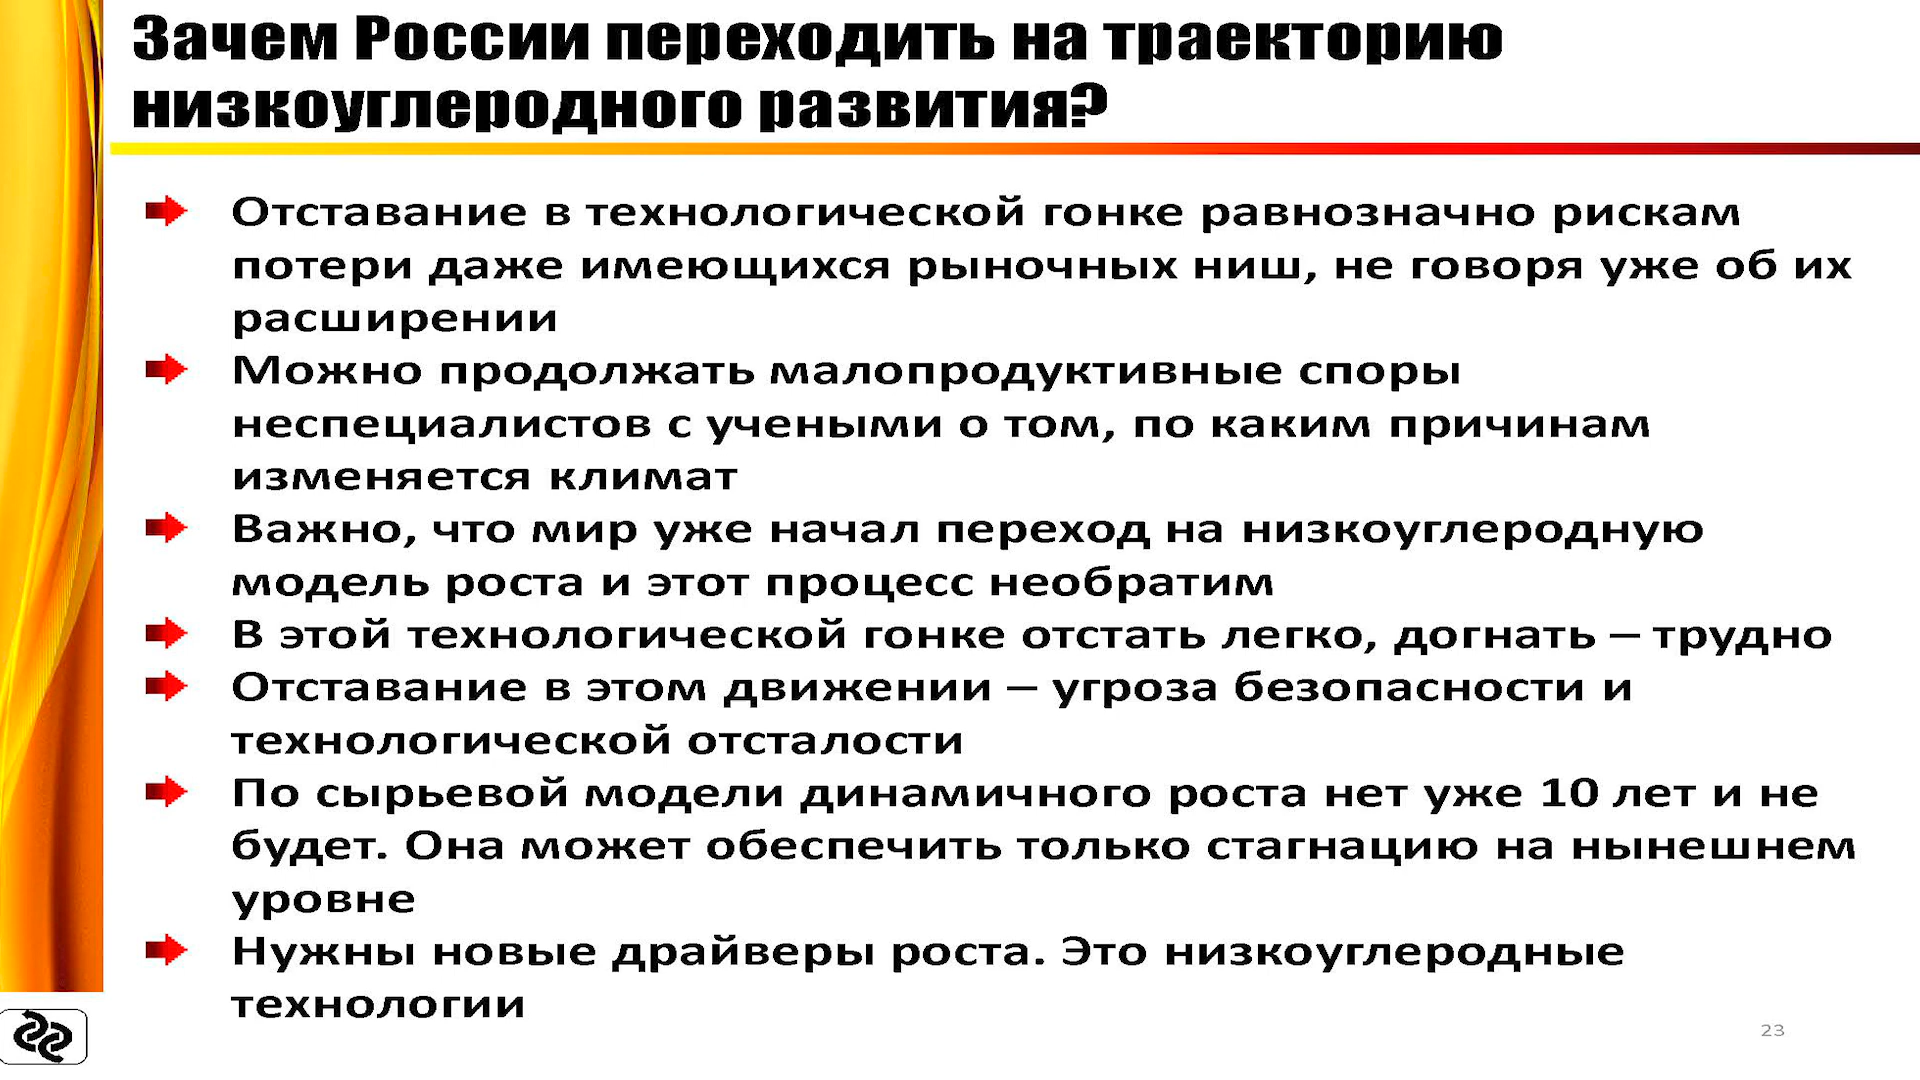 Зачем России переходить на траекторию
низкоуглеродного развития?
Отставание в технологической гонке равнозначно рискам
потери даже имеющихся рыночных ниш, не говоря уже об их
расширении
Можно продолжать малопродуктивные споры
неспециалистов с учеными о том, по каким причинам
изменяется климат
Важно, что мир уже начал переход на низкоуглеродную
модель роста и этот процесс необратим
В этой технологической гонке отстать легко, догнать – трудно
Отставание в этом движении – угроза безопасности и
технологической отсталости
По сырьевой модели динамичного роста нет уже 10 лет и не
будет. Она может обеспечить только стагнацию на нынешнем
уровне
Нужны новые драйверы роста. Это низкоуглеродные
технологии
23